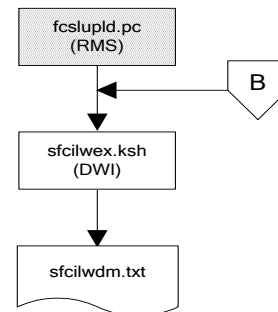 fcslupld.pc
(RMS)
B
sfcilwex.ksh
(DWI)
sfcilwdm.txt